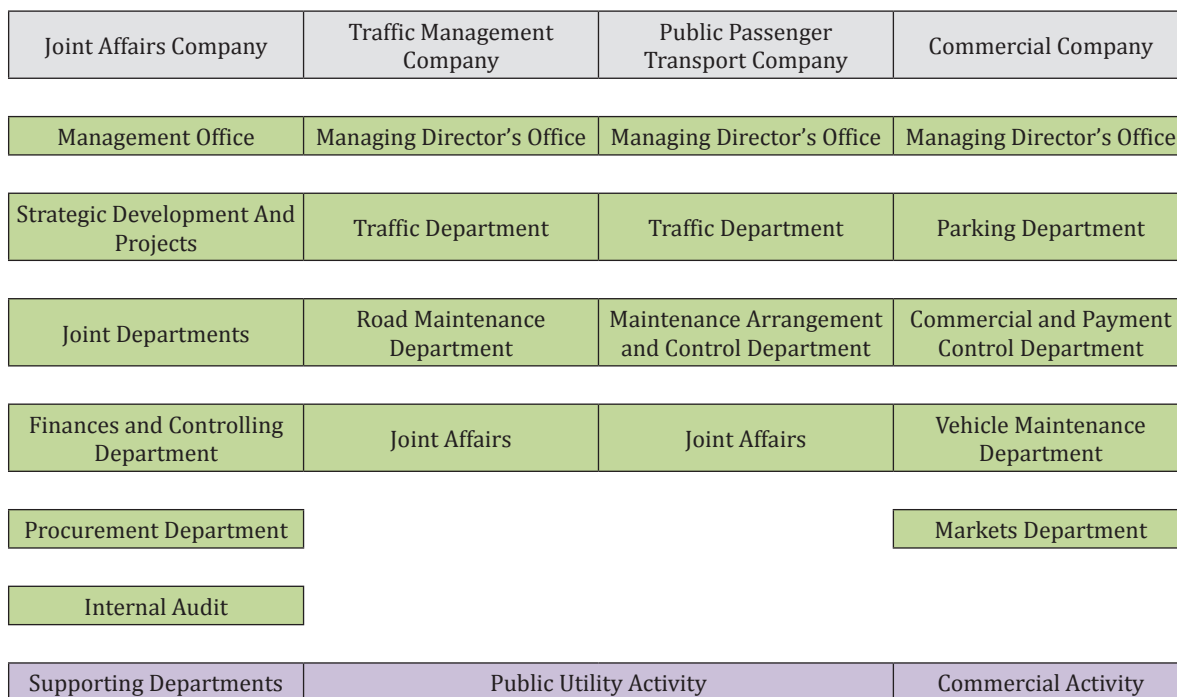 Joint Affairs Company
Traffic Management
Company
Public Passenger
Transport Company
Commercial Company
Management Office
Managing Director’s Office
Managing Director’s Office
Managing Director’s Office
Strategic Development And
Projects
Traffic Department
Traffic Department
Parking Department
Joint Departments
Road Maintenance
Department
Maintenance Arrangement
and Control Department
Commercial and Payment
Control Department
Finances and Controlling
Department
Joint Affairs
Joint Affairs
Vehicle Maintenance
Department
Procurement Department
Markets Department
Internal Audit
Supporting Departments
Public Utility Activity
Commercial Activity